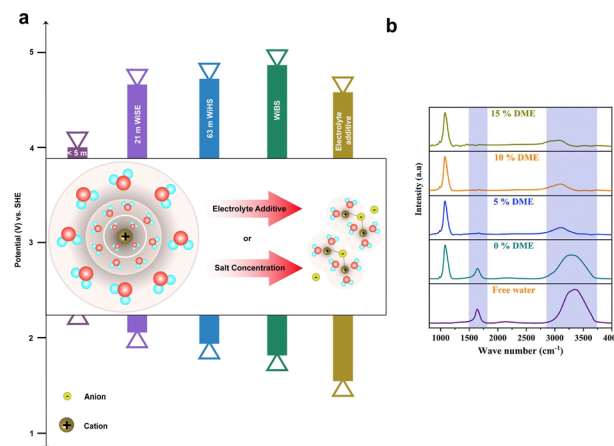 a
b
5
4
3
2
1
Potential (V) vs. SHE
< 5 m
21 m WiSE
63 m WiHS
WiBS
Electrolyte
additive
+
Electrolyte Additive
or
Salt Concentration
- Anion
+ Cation
Intensity (a.u)
15 % DME
10 % DME
5 % DME
0 % DME
Free water
1000 1500 2000 2500 3000 3500 400
Wave number (cm⁻¹)